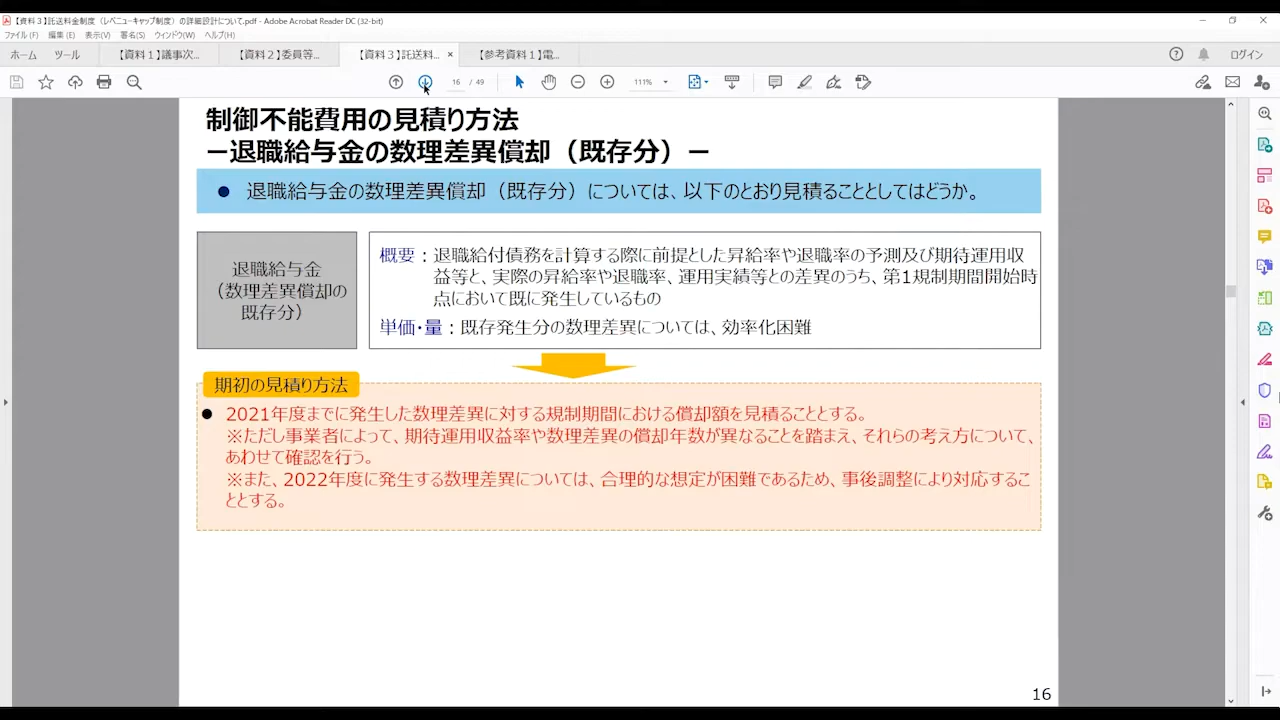 【資料３】託送料金制度（レベニューキャップ制度）の詳細設計について.pdf - Adobe Acrobat Reader DC (32-bit)
ファイル(F) 編集(E) 表示(V) 署名(S) ウィンドウ(W) ヘルプ(H)
ホーム ツール 【資料１】議事次... 【資料２】委員等... 【資料３】託送料... × 【参考資料１】電... ログイン
16 / 49 111%
制御不能費用の見積り方法
ー退職給与金の数理差異償却（既存分）ー
● 退職給与金の数理差異償却（既存分）については、以下のとおり見積ることとしてはどうか。
退職給与金
（数理差異償却の
既存分）
概要：退職給付債務を計算する際に前提とした昇給率や退職率の予測及び期待運用収
益等と、実際の昇給率や退職率、運用実績等との差異のうち、第1規制期間開始時
点において既に発生しているもの
単価・量：既存発生分の数理差異については、効率化困難
期初の見積り方法
● 2021年度までに発生した数理差異に対する規制期間における償却額を見積ることとする。
※ただし事業者によって、期待運用収益率や数理差異の償却年数が異なることを踏まえ、それらの考え方について、
あわせて確認を行う。
※また、2022年度に発生する数理差異については、合理的な想定が困難であるため、事後調整により対応するこ
ととする。
16